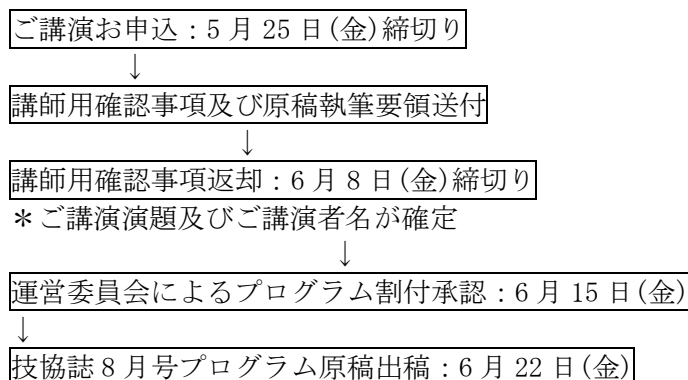 ご講演お申込：5月25日(金)締切り
↓
講師用確認事項及び原稿執筆要領送付
↓
講師用確認事項返却：6月8日(金)締切り
＊ご講演演題及びご講演者名が確定
↓
運営委員会によるプログラム割付承認：6月15日(金)
↓
技協誌8月号プログラム原稿出稿：6月22日(金)